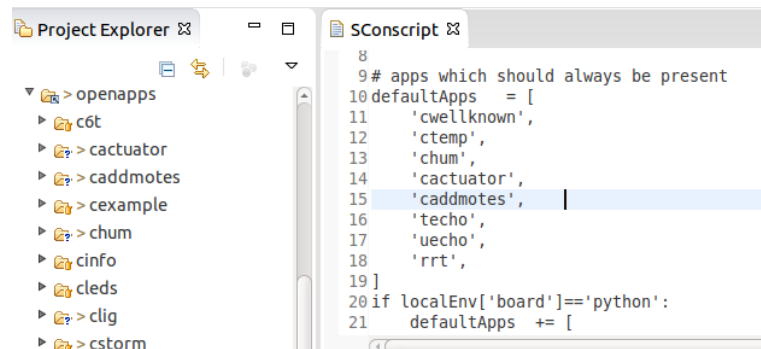 Project Explorer
> openapps
c6t
> cactuator
> caddmotes
> cexample
> chum
cinfo
cleds
> clig
> cstorm
SConscript
8
9 # apps which should always be present
10 defaultApps   = [
11     'cwellknown',
12     'ctemp',
13     'chum',
14     'cactuator',
15     'caddmotes',
16     'techo',
17     'uecho',
18     'rrt',
19 ]
20 if localEnv['board']=='python':
21     defaultApps  += [